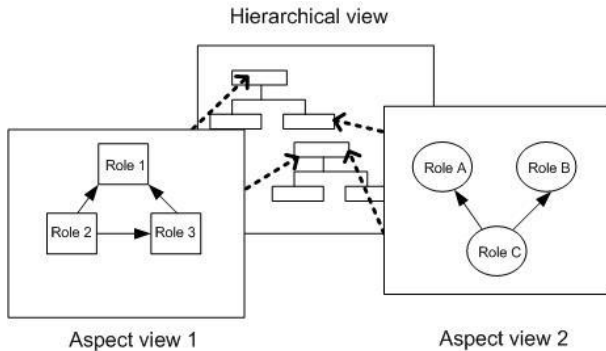 Hierarchical view
Role 1
Role 2
Role 3
Role A
Role B
Role C
Aspect view 1
Aspect view 2